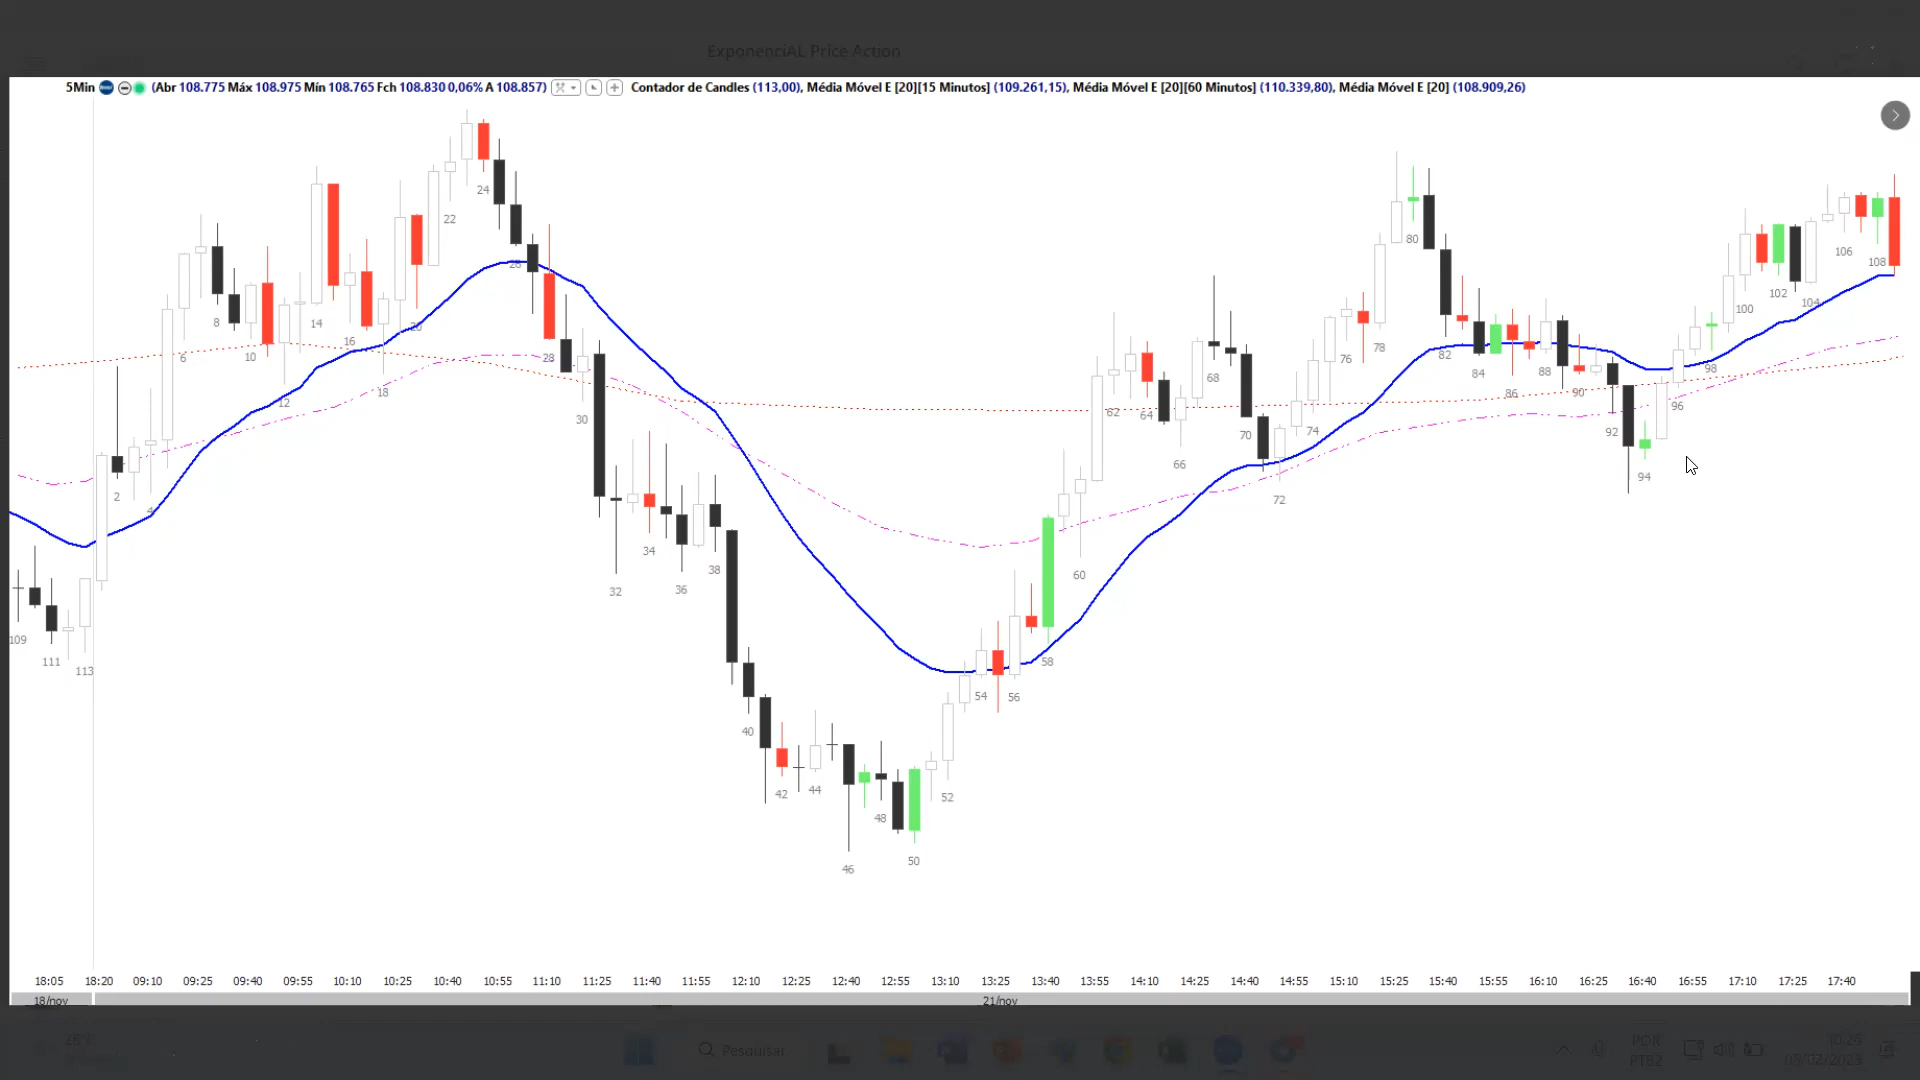 ExponenciAL Price Action
5Min (Abr 108.775 Máx 108.975 Mín 108.765 Fch 108.830 0,06% A 108.857) Contador de Candles (113,00), Média Móvel E [20][15 Minutos] (109.261,15), Média Móvel E [20][60 Minutos] (110.339,80), Média Móvel E [20] (108.909,26)
109 111 113 2 4 6 8 10 12 14 16 18 20 22 24 26 28 30 32 34 36 38 40 42 44 46 48 50 52 54 56 58 60 62 64 66 68 70 72 74 76 78 80 82 84 86 88 90 92 94 96 98 100 102 104 106 108
18:05 18:20 09:10 09:25 09:40 09:55 10:10 10:25 10:40 10:55 11:10 11:25 11:40 11:55 12:10 12:25 12:40 12:55 13:10 13:25 13:40 13:55 14:10 14:25 14:40 14:55 15:10 15:25 15:40 15:55 16:10 16:25 16:40 16:55 17:10 17:25 17:40
18/nov 21/nov
Pesquisar
POR
PTB2